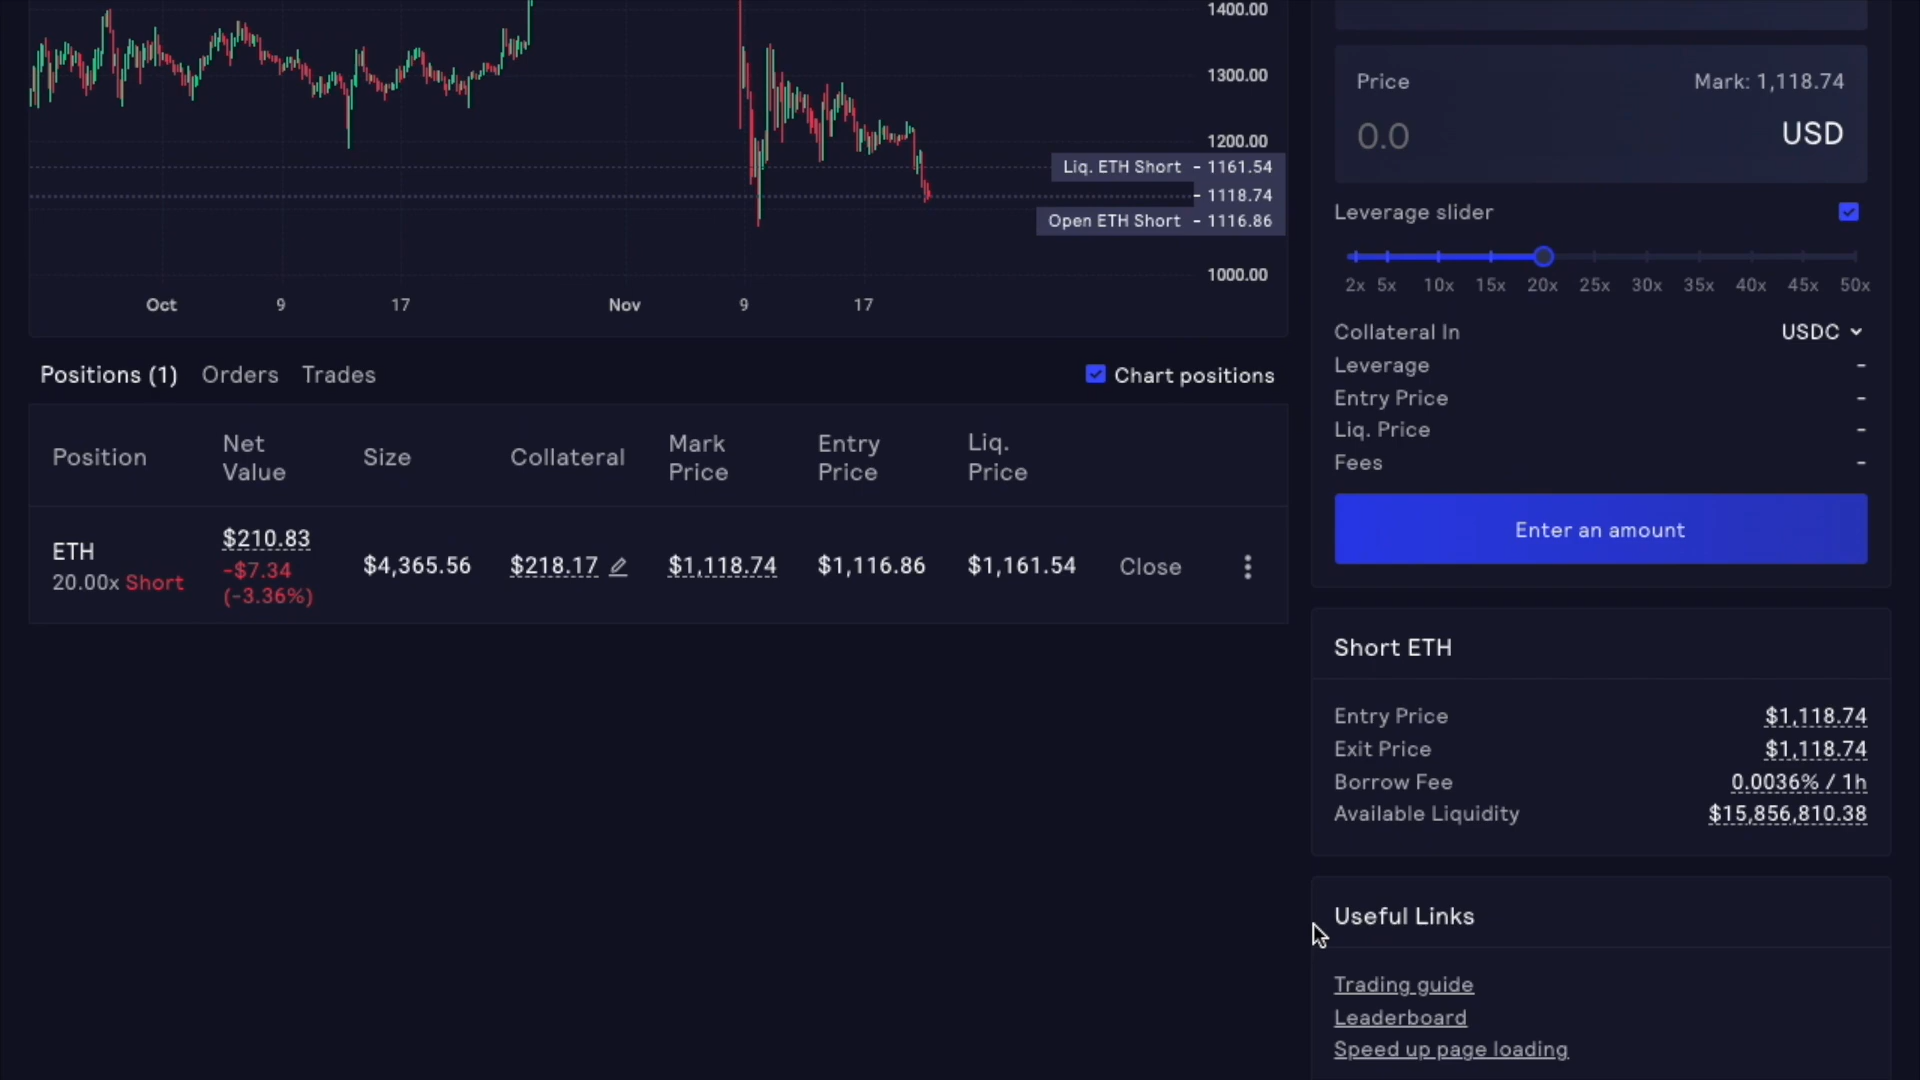 1400.00
1300.00
1200.00
Liq. ETH Short - 1161.54
- 1118.74
Open ETH Short - 1116.86
1000.00
Oct 9 17 Nov 9 17
Positions (1) Orders Trades
Chart positions
Position Net Value Size Collateral Mark Price Entry Price Liq. Price
ETH
20.00x Short
$210.83
-$7.34
(-3.36%)
$4,365.56 $218.17 $1,118.74 $1,116.86 $1,161.54 Close
Price Mark: 1,118.74
0.0 USD
Leverage slider
2x 5x 10x 15x 20x 25x 30x 35x 40x 45x 50x
Collateral In USDC
Leverage -
Entry Price -
Liq. Price -
Fees -
Enter an amount
Short ETH
Entry Price $1,118.74
Exit Price $1,118.74
Borrow Fee 0.0036% / 1h
Available Liquidity $15,856,810.38
Useful Links
Trading guide
Leaderboard
Speed up page loading